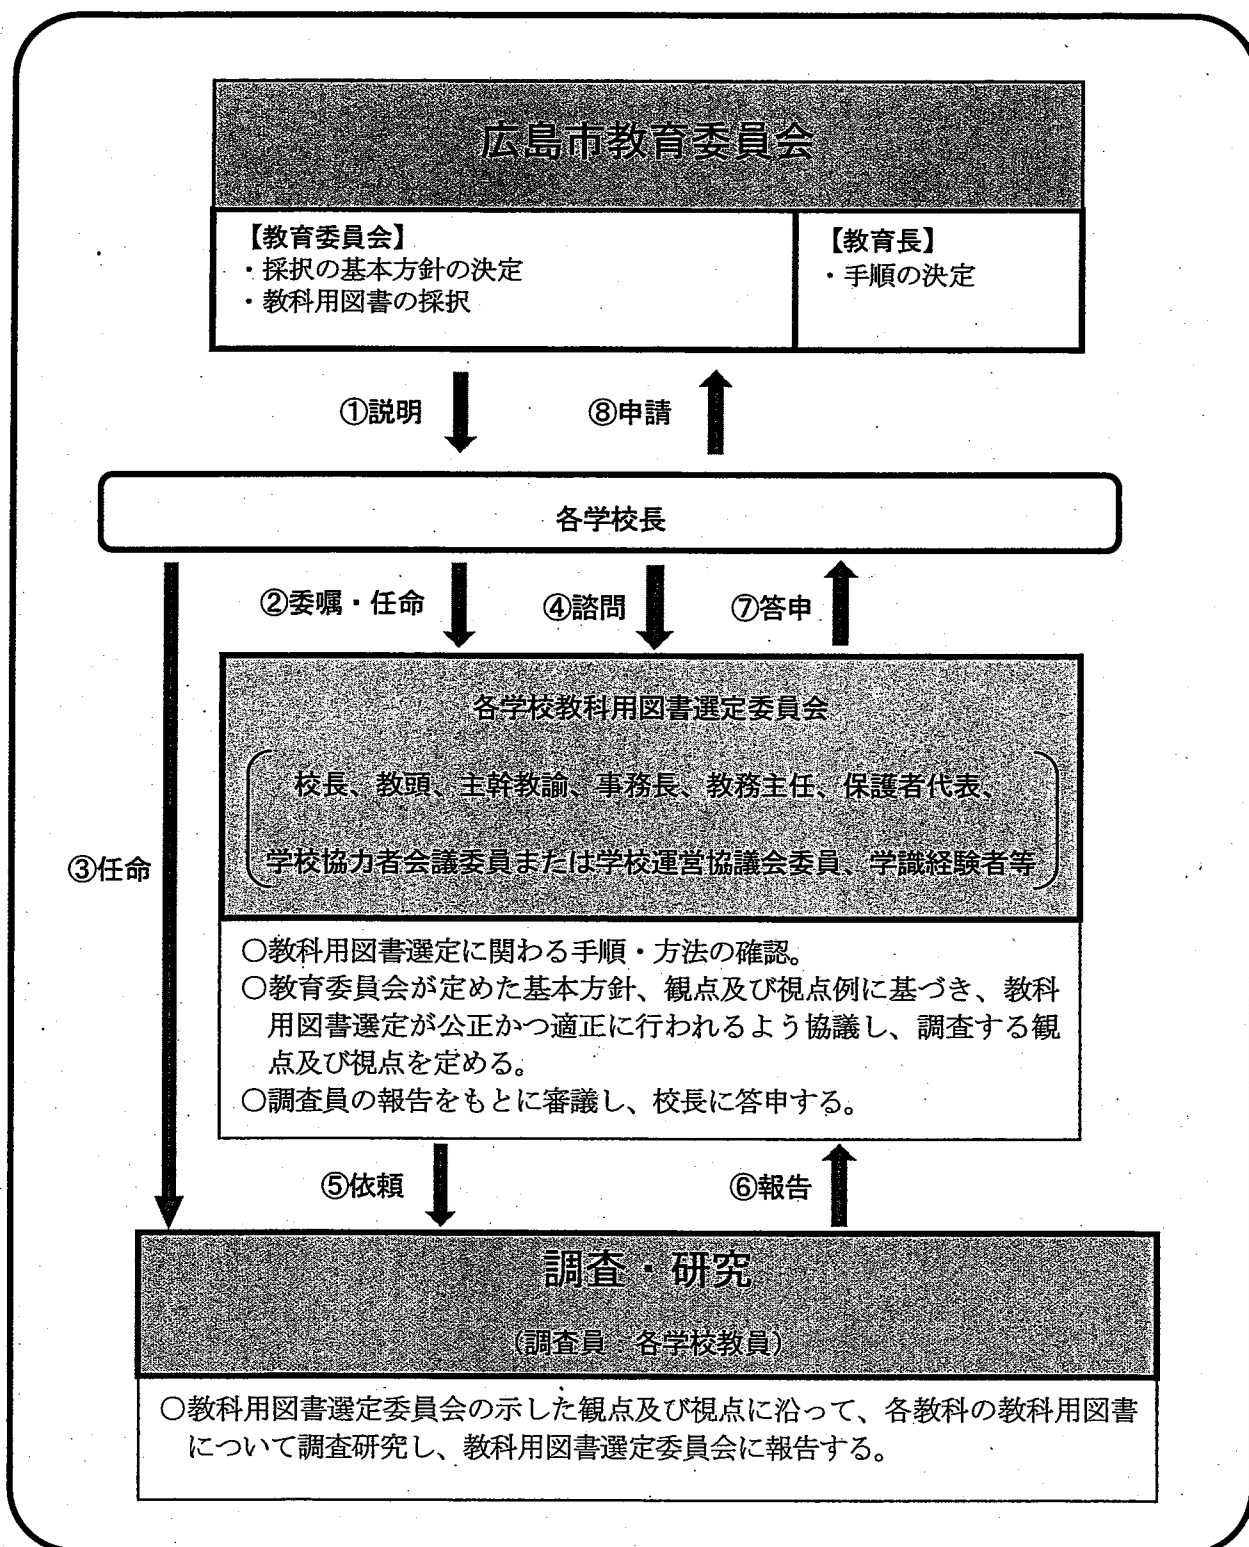 広島市教育委員会
【教育委員会】
・採択の基本方針の決定
・教科用図書の採択
【教育長】
・手順の決定
①説明
⑧申請
各学校長
②委嘱・任命
④諮問
⑦答申
各学校教科用図書選定委員会
校長、教頭、主幹教諭、事務長、教務主任、保護者代表、
学校協力者会議委員または学校運営協議会委員、学識経験者等
③任命
○教科用図書選定に関わる手順・方法の確認。
○教育委員会が定めた基本方針、観点及び視点例に基づき、教科
用図書選定が公正かつ適正に行われるよう協議し、調査する観
点及び視点を定める。
○調査員の報告をもとに審議し、校長に答申する。
⑤依頼
⑥報告
調査・研究
（調査員：各学校教員）
○教科用図書選定委員会の示した観点及び視点に沿って、各教科の教科用図書
について調査研究し、教科用図書選定委員会に報告する。